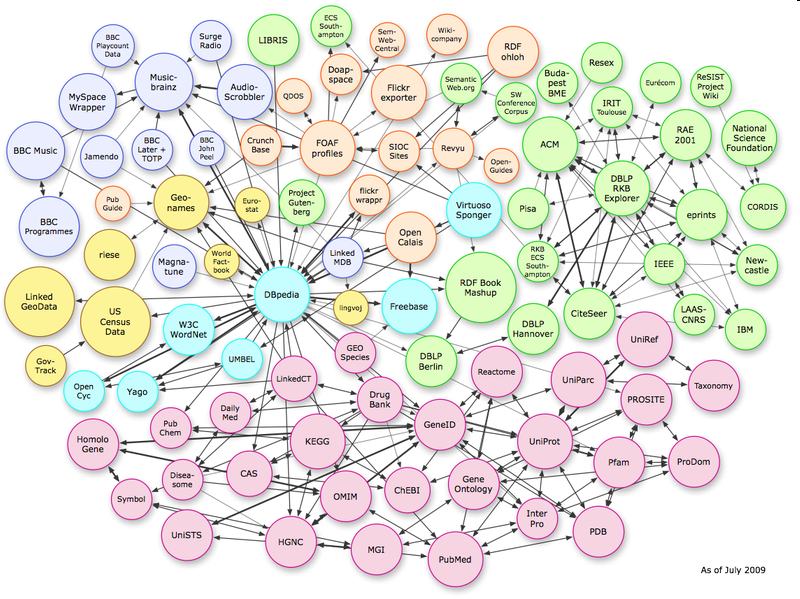 BBC
Playcount
Data
Surge
Radio
LIBRIS
ECS
South-
ampton
Sem-
Web-
Central
Wiki-
company
RDF
ohloh
Music-
brainz
Audio-
Scrobbler
MySpace
Wrapper
QDOS
Doap-
space
Flickr
exporter
Semantic
Web.org
SW
Conference
Corpus
Buda-
pest
BME
Resex
Eurécom
ReSIST
Project
Wiki
IRIT
Toulouse
BBC Music
Jamendo
BBC
Later +
TOTP
BBC
John
Peel
Crunch
Base
FOAF
profiles
SIOC
Sites
Revyu
Open-
Guides
ACM
RAE
2001
National
Science
Foundation
BBC
Programmes
Pub
Guide
Geo-
names
Euro-
stat
Project
Guten-
berg
flickr
wrappr
Virtuoso
Sponger
Pisa
DBLP
RKB
Explorer
eprints
CORDIS
riese
Magna-
tune
World
Fact-
book
Linked
MDB
Open
Calais
RKB
ECS
South-
ampton
IEEE
New-
castle
Linked
GeoData
US
Census
Data
W3C
WordNet
DBpedia
lingvoj
Freebase
RDF Book
Mashup
DBLP
Hannover
CiteSeer
LAAS-
CNRS
IBM
Gov-
Track
Open
Cyc
Yago
UMBEL
GEO
Species
DBLP
Berlin
Reactome
UniParc
UniRef
Taxonomy
LinkedCT
Drug
Bank
PROSITE
Homolo
Gene
Pub
Chem
Daily
Med
KEGG
GeneID
UniProt
Pfam
ProDom
Symbol
Disea-
some
CAS
OMIM
ChEBI
Gene
Ontology
Inter
Pro
PDB
UniSTS
HGNC
MGI
PubMed
As of July 2009